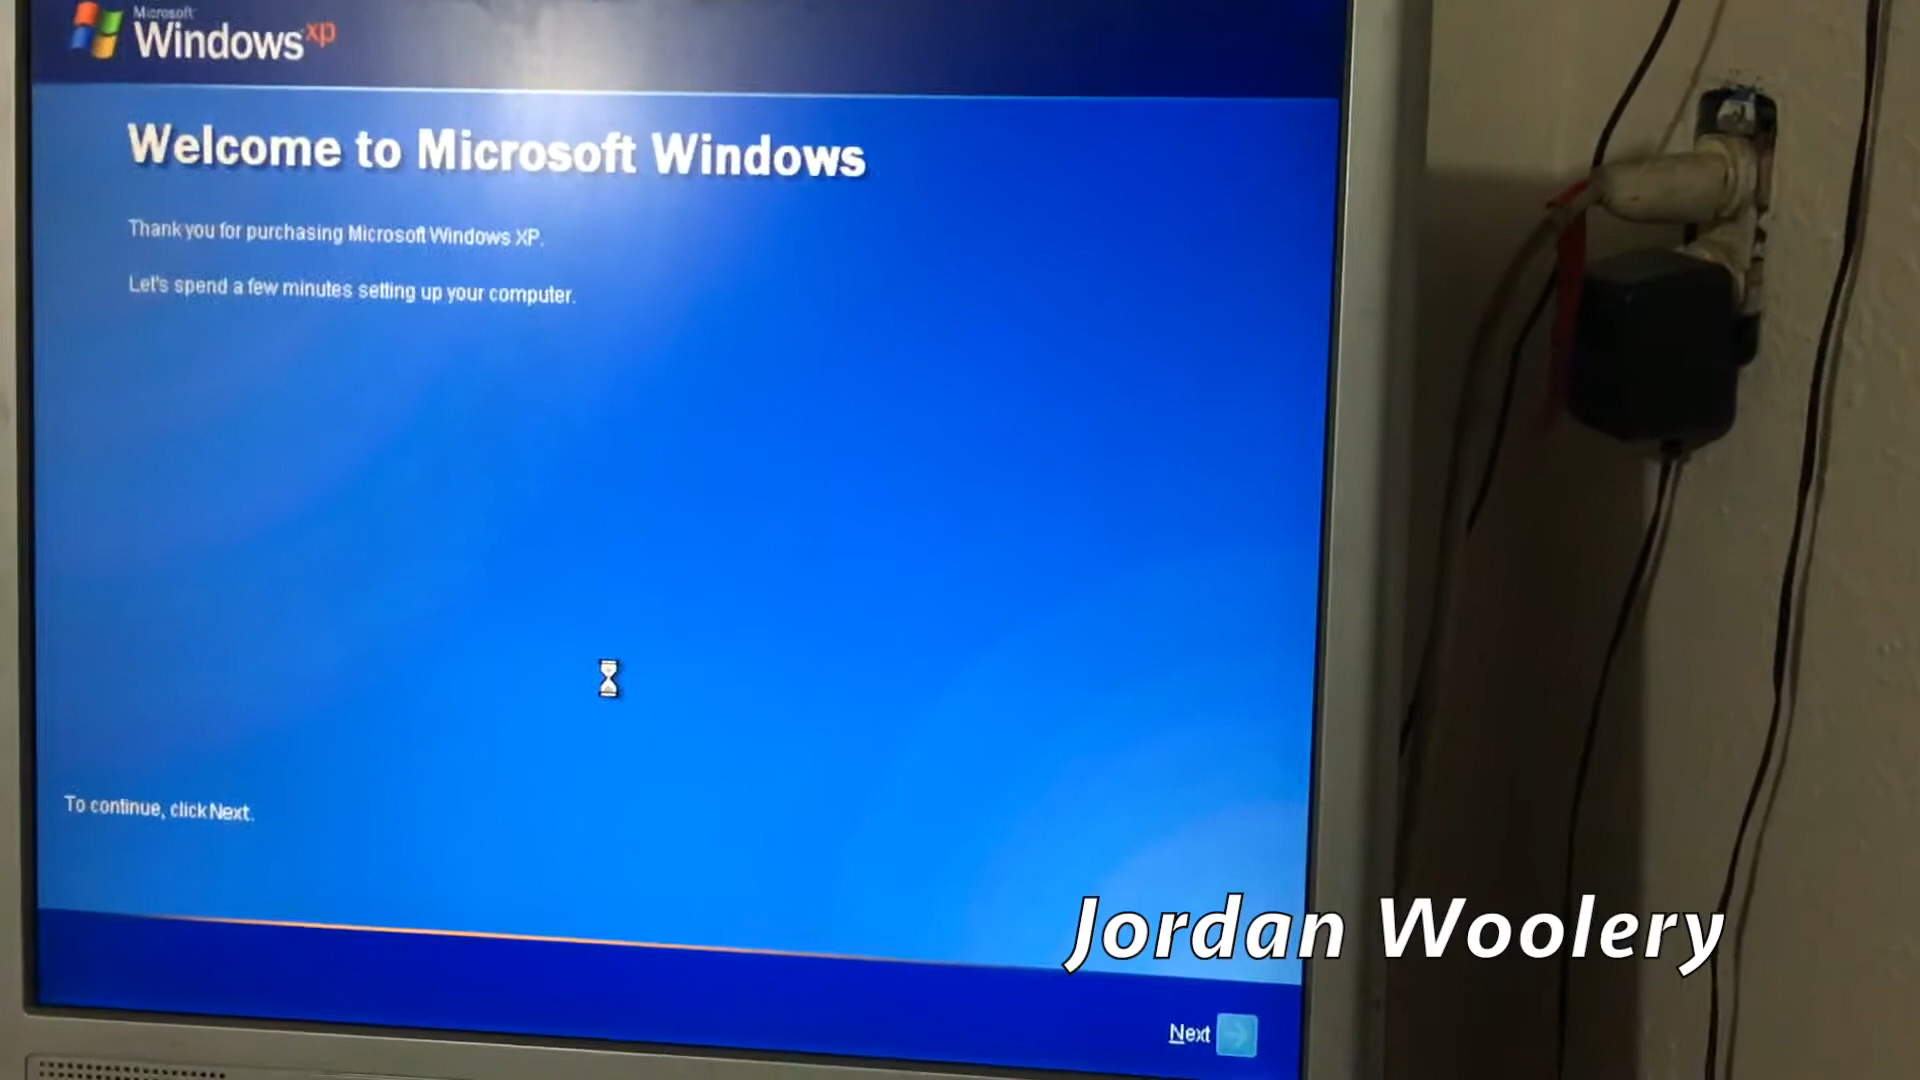 Microsoft
Windows xp
Welcome to Microsoft Windows
Thank you for purchasing Microsoft Windows XP.
Let's spend a few minutes setting up your computer.
To continue, click Next.
Jordan Woolery
Next